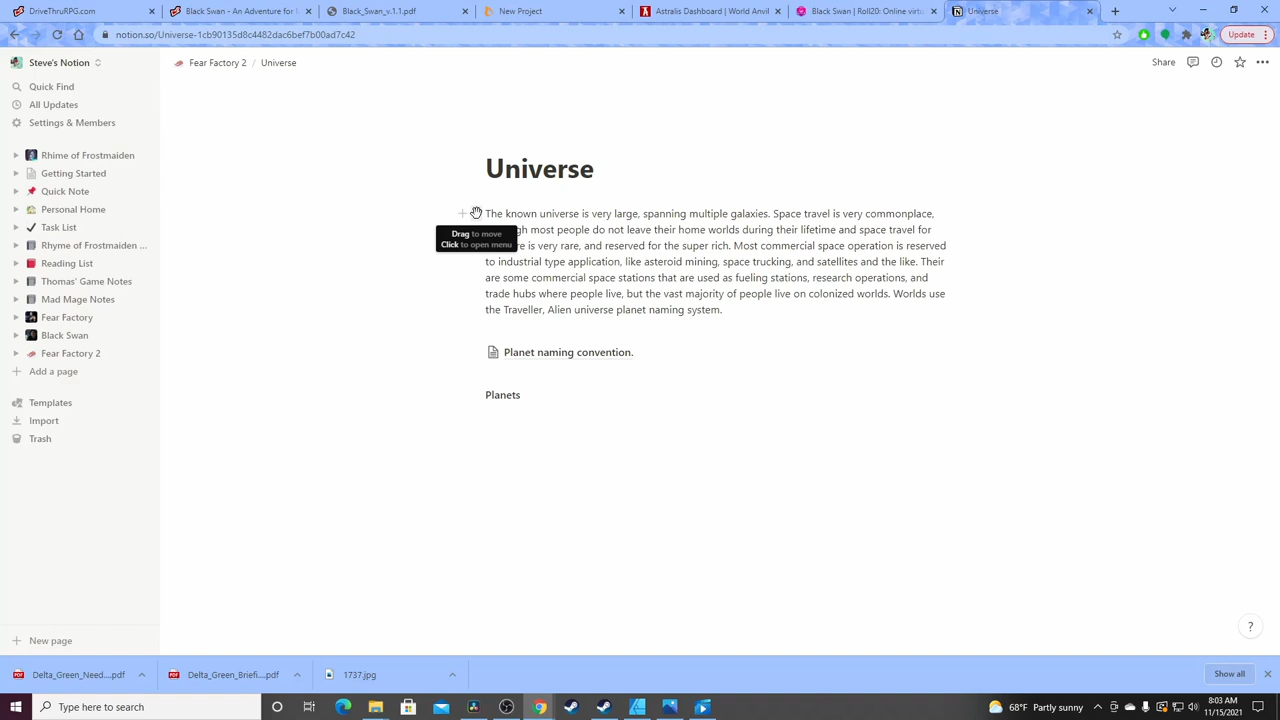 DriveThruRPG.com
Black Swan - An Adventure for
Black_Swan_v.1.1.pdf
New Project
Astralis Dashboard | World Anvil
Black Swan | Roll20: Online virtu
Universe
notion.so/Universe-1cb90135d8c4482dac6bef7b00ad7c42
Update
Steve's Notion
Fear Factory 2 / Universe
Share
Quick Find
All Updates
Settings & Members
Rhime of Frostmaiden
Getting Started
Quick Note
Personal Home
Task List
Rhyme of Frostmaiden ...
Reading List
Thomas' Game Notes
Mad Mage Notes
Fear Factory
Black Swan
Fear Factory 2
Add a page
Templates
Import
Trash
New page
Universe
The known universe is very large, spanning multiple galaxies. Space travel is very commonplace,
gh most people do not leave their home worlds during their lifetime and space travel for
re is very rare, and reserved for the super rich. Most commercial space operation is reserved
to industrial type application, like asteroid mining, space trucking, and satellites and the like. Their
are some commercial space stations that are used as fueling stations, research operations, and
trade hubs where people live, but the vast majority of people live on colonized worlds. Worlds use
the Traveller, Alien universe planet naming system.
Drag to move
Click to open menu
Planet naming convention.
Planets
?
Delta_Green_Need....pdf
Delta_Green_Briefi....pdf
1737.jpg
Show all
Type here to search
68°F Partly sunny
8:03 AM
11/15/2021